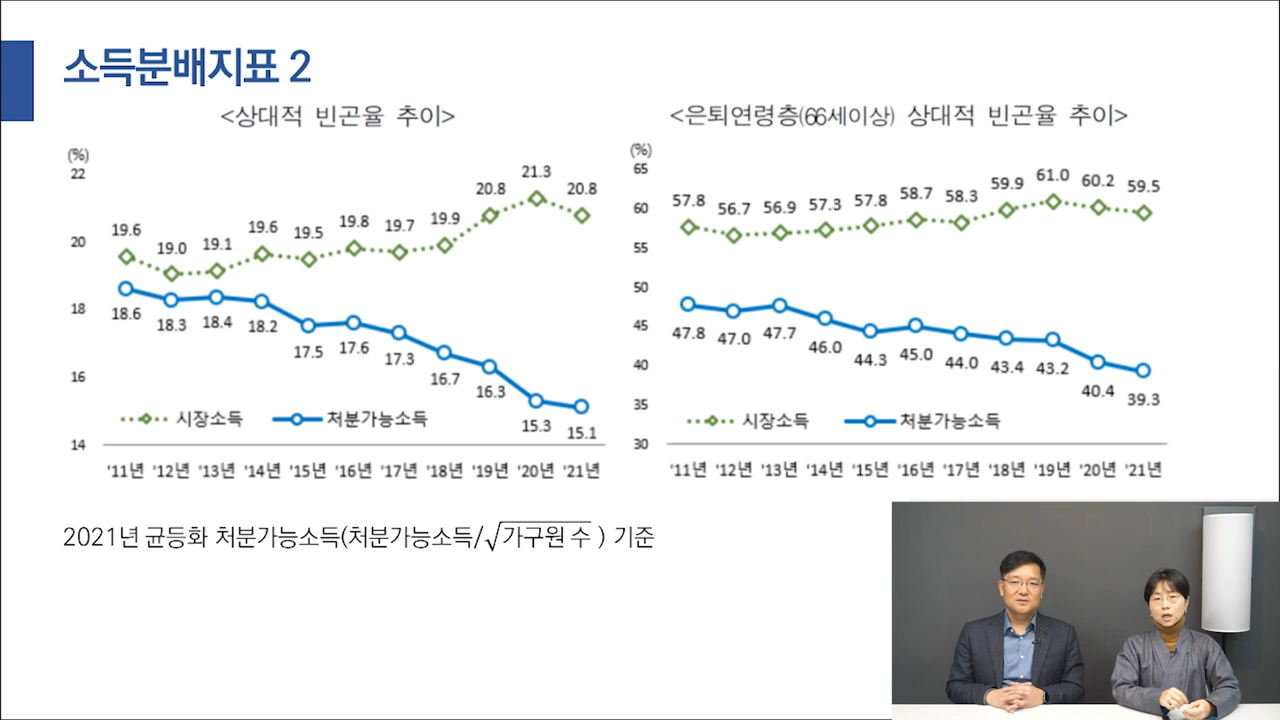 소득분배지표 2
<상대적 빈곤율 추이>
(%)
22
20
18
16
14
19.6 19.0 19.1 19.6 19.5 19.8 19.7 19.9 20.8 21.3 20.8
18.6 18.3 18.4 18.2 17.5 17.6 17.3 16.7 16.3 15.3 15.1
시장소득 처분가능소득
'11년 '12년 '13년 '14년 '15년 '16년 '17년 '18년 '19년 '20년 '21년
<은퇴연령층(66세이상) 상대적 빈곤율 추이>
(%)
65
60
55
50
45
40
35
30
57.8 56.7 56.9 57.3 57.8 58.7 58.3 59.9 61.0 60.2 59.5
47.8 47.0 47.7 46.0 44.3 45.0 44.0 43.4 43.2 40.4 39.3
시장소득 처분가능소득
'11년 '12년 '13년 '14년 '15년 '16년 '17년 '18년 '19년 '20년 '21년
2021년 균등화 처분가능소득(처분가능소득/√가구원 수 ) 기준